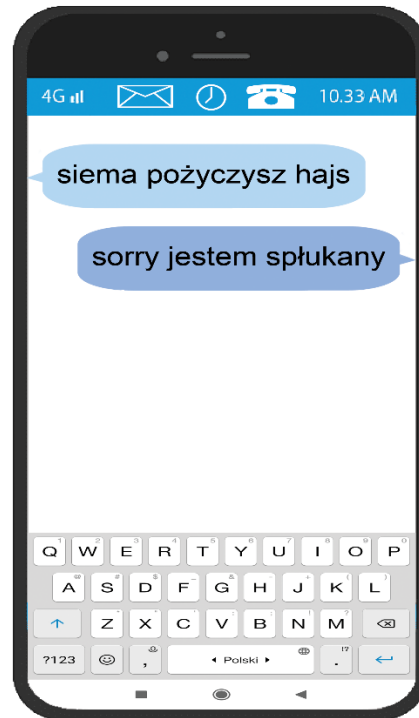 4G 10.33 AM
siema pożyczysz hajs
sorry jestem spłukany
Q W E R T Y U I O P
A S D F G H J K L
Z X C V B N M
?123 , Polski .